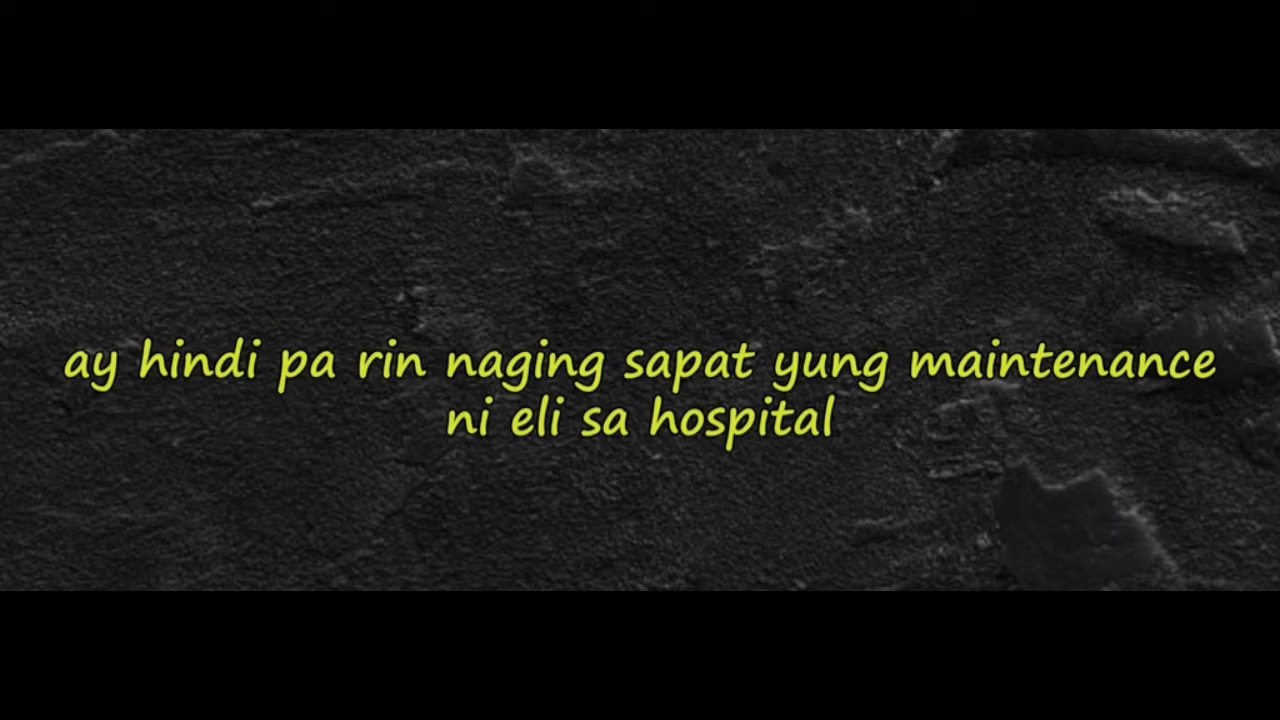 ay hindi pa rin naging sapat yung maintenance
ni eli sa hospital